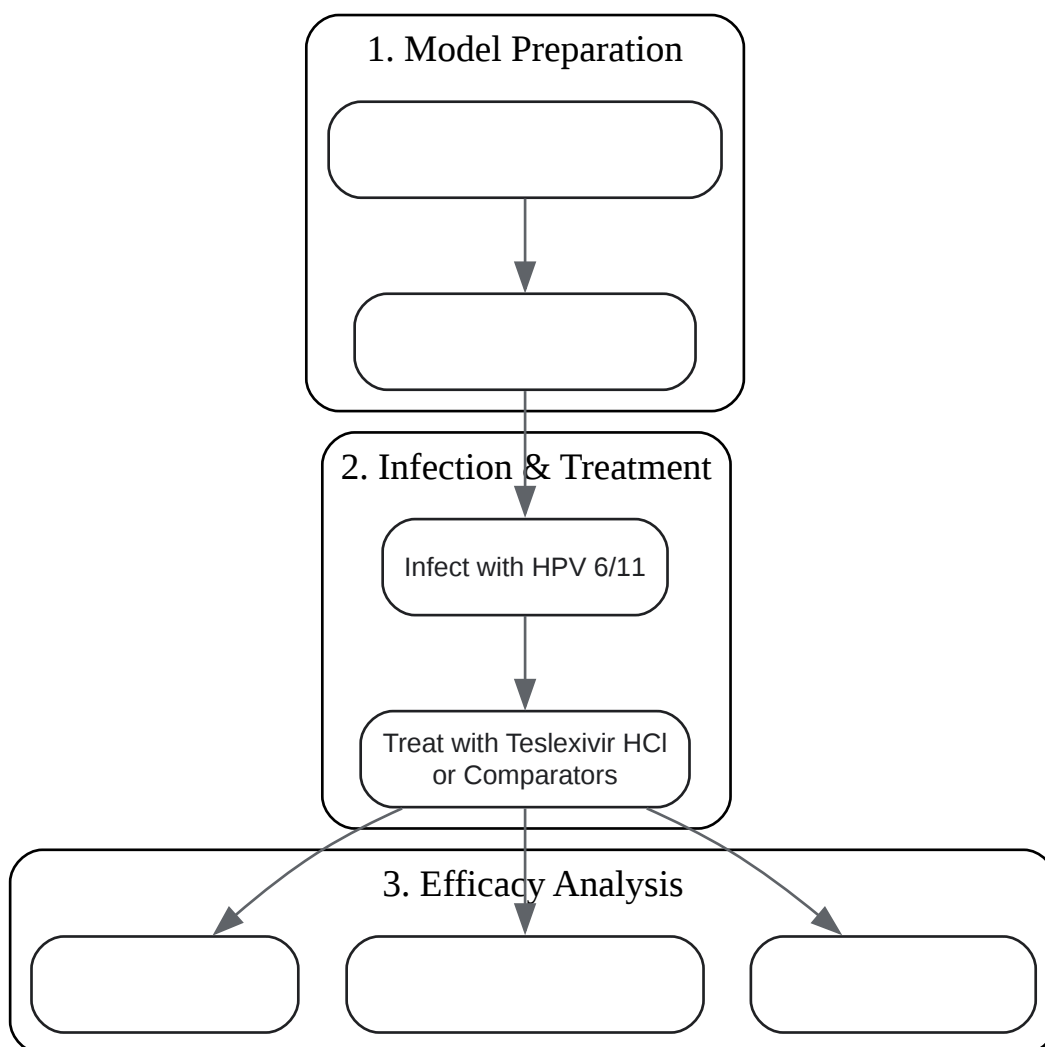 1. Model Preparation
2. Infection & Treatment
Infect with HPV 6/11
Treat with Teslexivir HCl
or Comparators
3. Efficacy Analysis